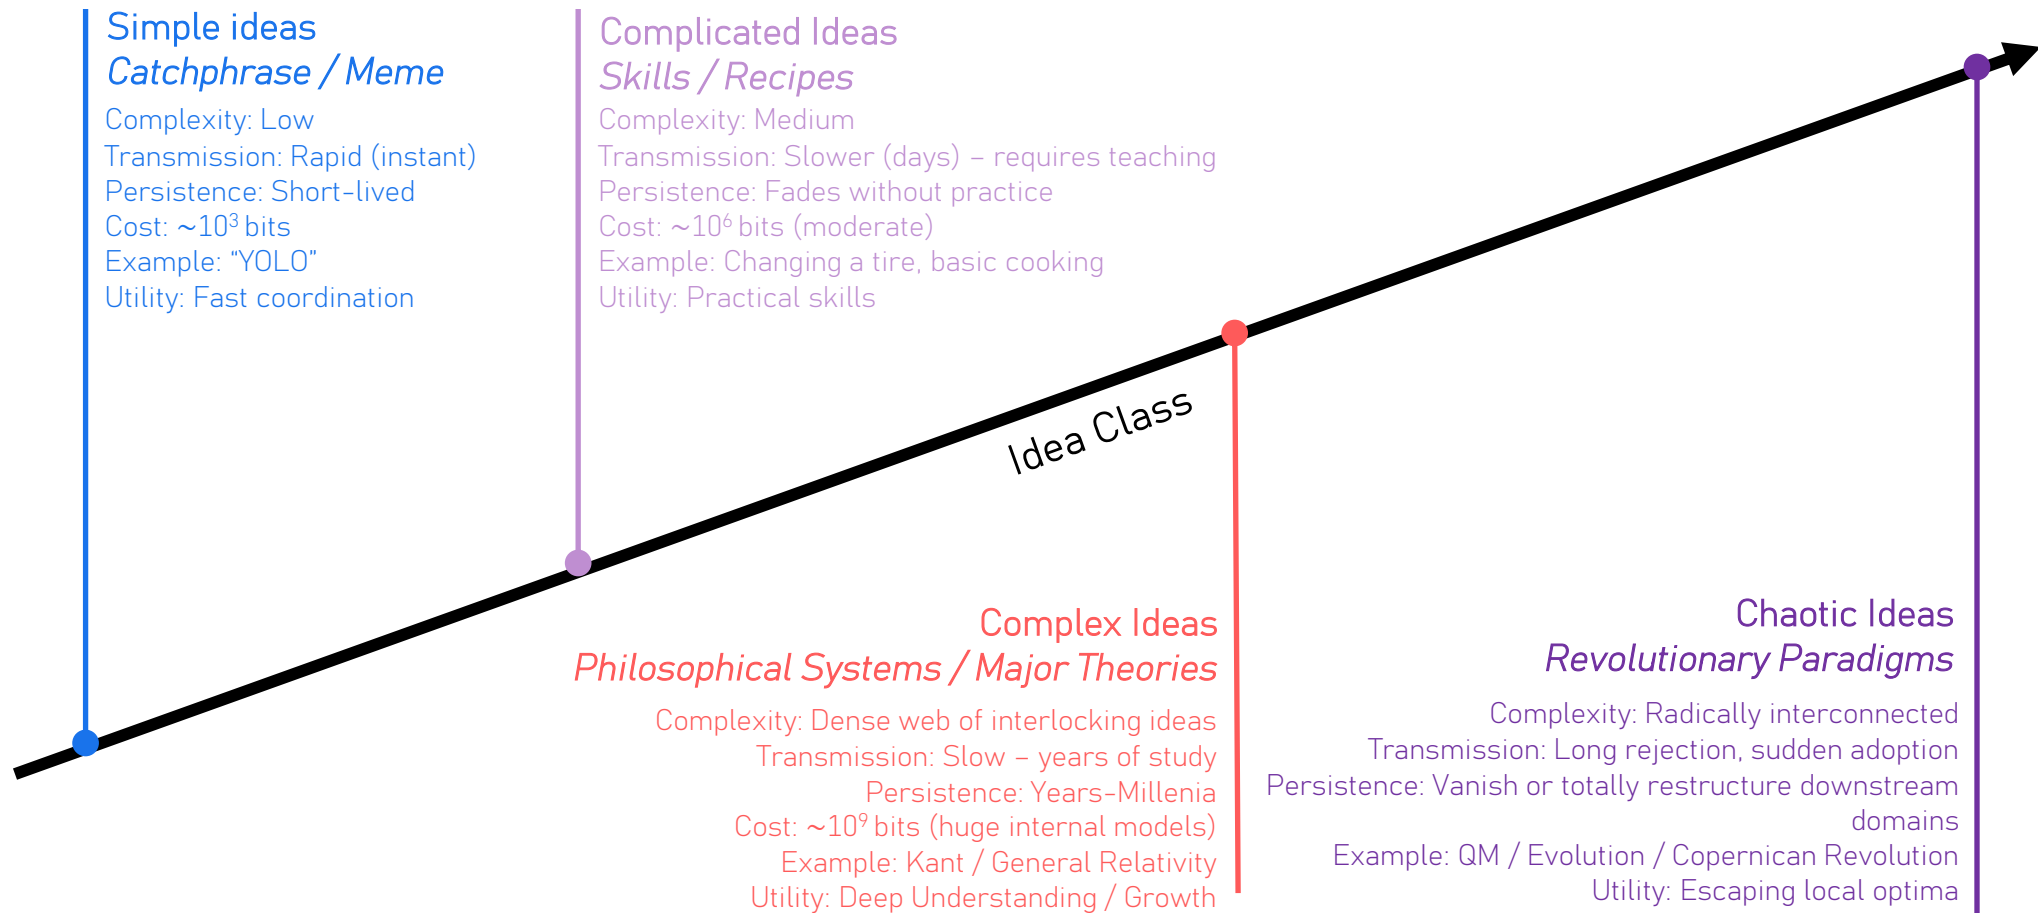 Simple ideas
Catchphrase / Meme
Complexity: Low
Transmission: Rapid (instant)
Persistence: Short-lived
Cost: ~10³ bits
Example: “YOLO”
Utility: Fast coordination
Complicated Ideas
Skills / Recipes
Complexity: Medium
Transmission: Slower (days) – requires teaching
Persistence: Fades without practice
Cost: ~10⁶ bits (moderate)
Example: Changing a tire, basic cooking
Utility: Practical skills
Idea Class
Complex Ideas
Philosophical Systems / Major Theories
Complexity: Dense web of interlocking ideas
Transmission: Slow – years of study
Persistence: Years-Millenia
Cost: ~10⁹ bits (huge internal models)
Example: Kant / General Relativity
Utility: Deep Understanding / Growth
Chaotic Ideas
Revolutionary Paradigms
Complexity: Radically interconnected
Transmission: Long rejection, sudden adoption
Persistence: Vanish or totally restructure downstream
domains
Example: QM / Evolution / Copernican Revolution
Utility: Escaping local optima